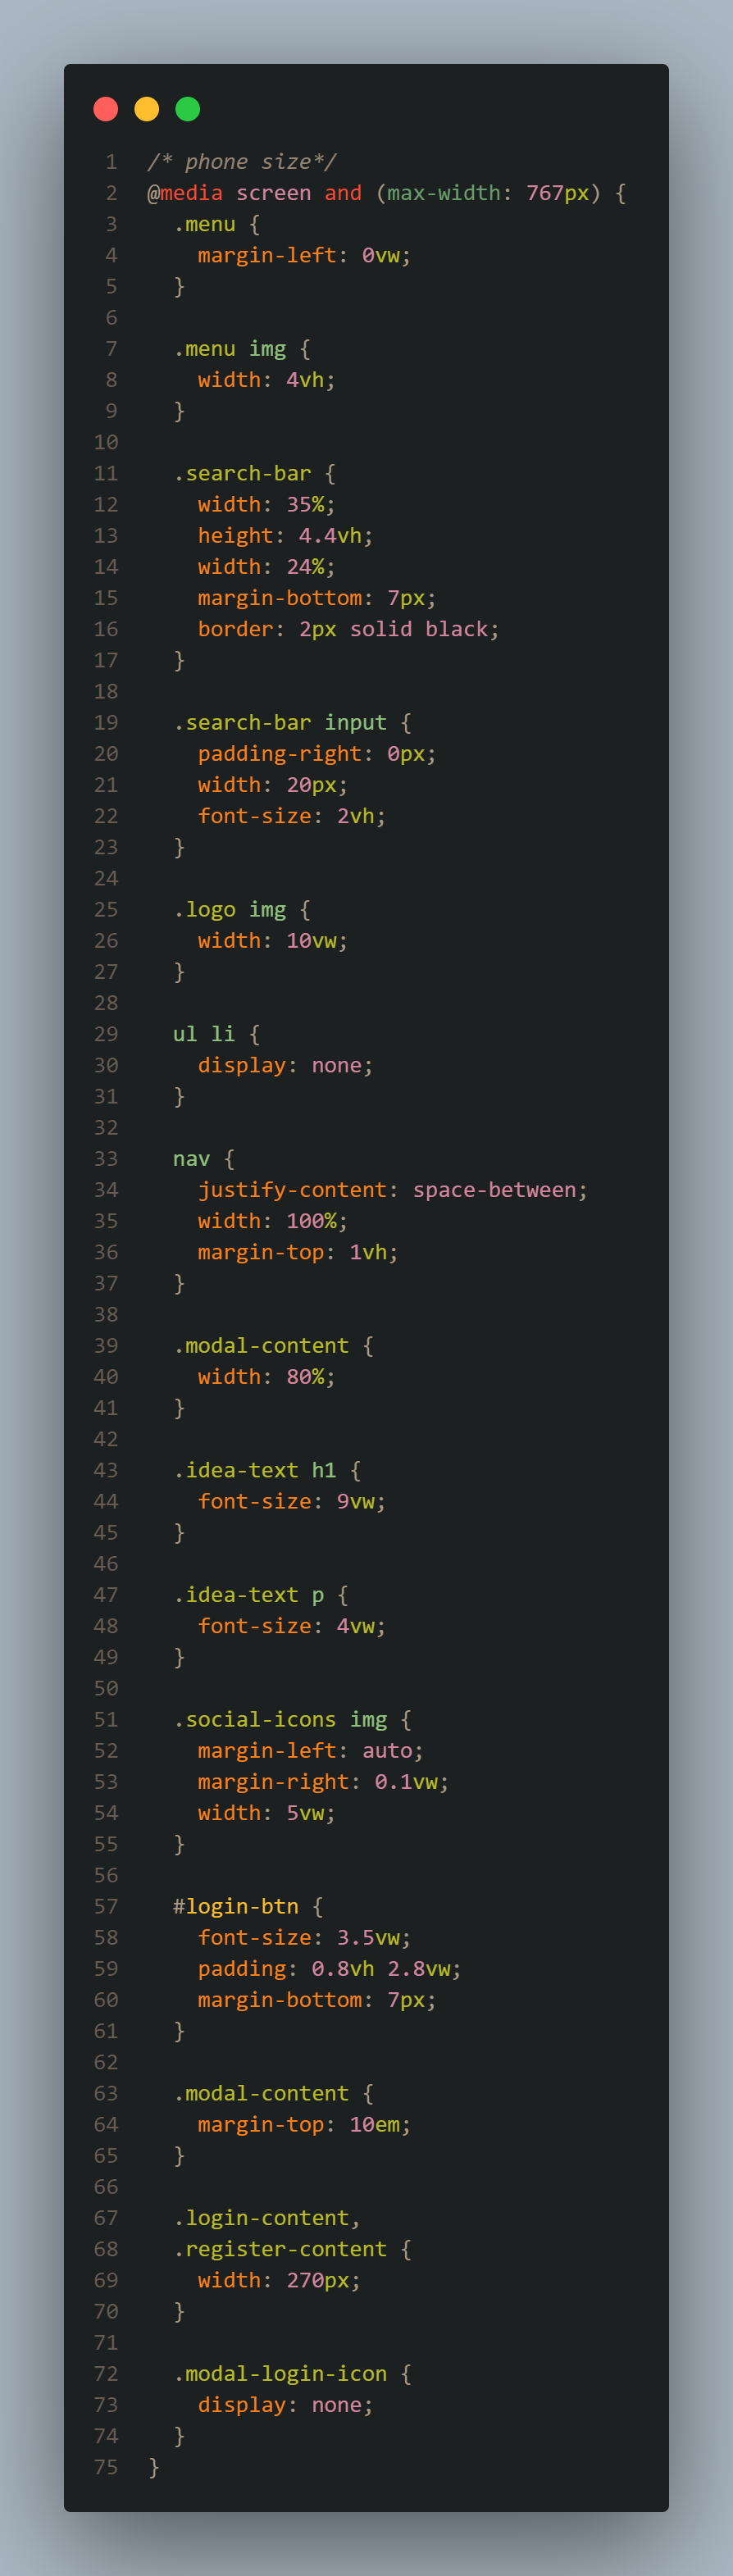 1 /* phone size*/
2 @media screen and (max-width: 767px) {
3   .menu {
4     margin-left: 0vw;
5   }
6
7   .menu img {
8     width: 4vh;
9   }
10
11   .search-bar {
12     width: 35%;
13     height: 4.4vh;
14     width: 24%;
15     margin-bottom: 7px;
16     border: 2px solid black;
17   }
18
19   .search-bar input {
20     padding-right: 0px;
21     width: 20px;
22     font-size: 2vh;
23   }
24
25   .logo img {
26     width: 10vw;
27   }
28
29   ul li {
30     display: none;
31   }
32
33   nav {
34     justify-content: space-between;
35     width: 100%;
36     margin-top: 1vh;
37   }
38
39   .modal-content {
40     width: 80%;
41   }
42
43   .idea-text h1 {
44     font-size: 9vw;
45   }
46
47   .idea-text p {
48     font-size: 4vw;
49   }
50
51   .social-icons img {
52     margin-left: auto;
53     margin-right: 0.1vw;
54     width: 5vw;
55   }
56
57   #login-btn {
58     font-size: 3.5vw;
59     padding: 0.8vh 2.8vw;
60     margin-bottom: 7px;
61   }
62
63   .modal-content {
64     margin-top: 10em;
65   }
66
67   .login-content,
68   .register-content {
69     width: 270px;
70   }
71
72   .modal-login-icon {
73     display: none;
74   }
75 }